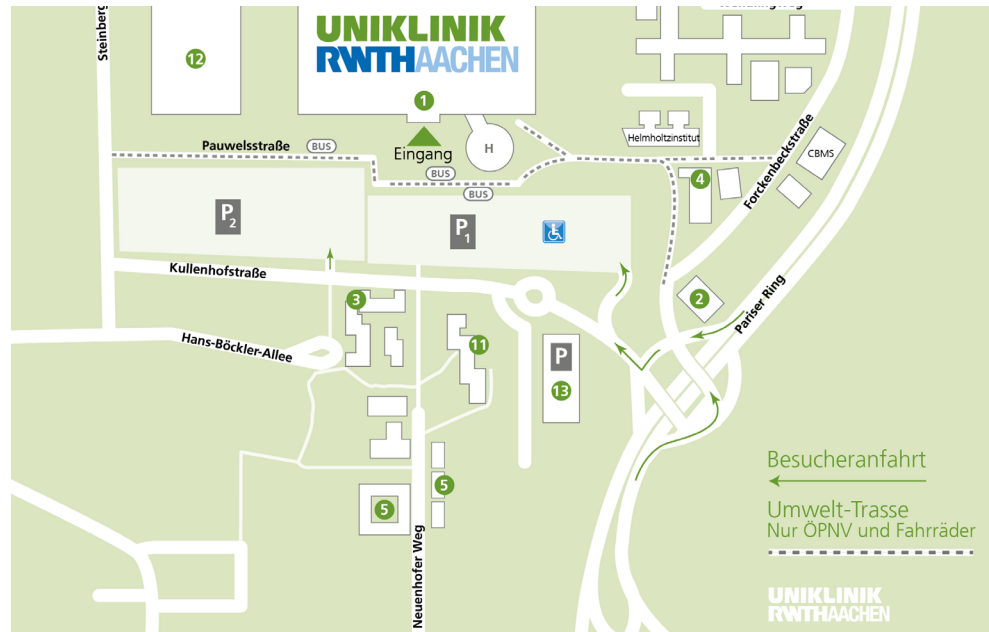 Steinberg
12
UNIKLINIK
RWTHAACHEN
1
Eingang
H
Pauwelsstraße
BUS
BUS
BUS
Helmholtzinstitut
CBMS
Forckenbeckstraße
4
P2
P1
Kullenhofstraße
3
2
Pariser Ring
Hans-Böckler-Allee
11
P
13
5
5
Neuenhofer Weg
Besucheranfahrt
Umwelt-Trasse
Nur ÖPNV und Fahrräder
UNIKLINIK
RWTHAACHEN